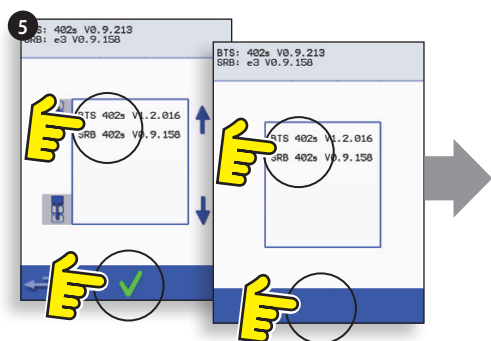 5
S: 402s V0.9.213
SRB: e3 V0.9.158
BTS 402s V1.2.016
SRB 402s V0.9.158
BTS: 402s V0.9.213
SRB: e3 V0.9.158
BTS 402s V1.2.016
SRB 402s V0.9.158